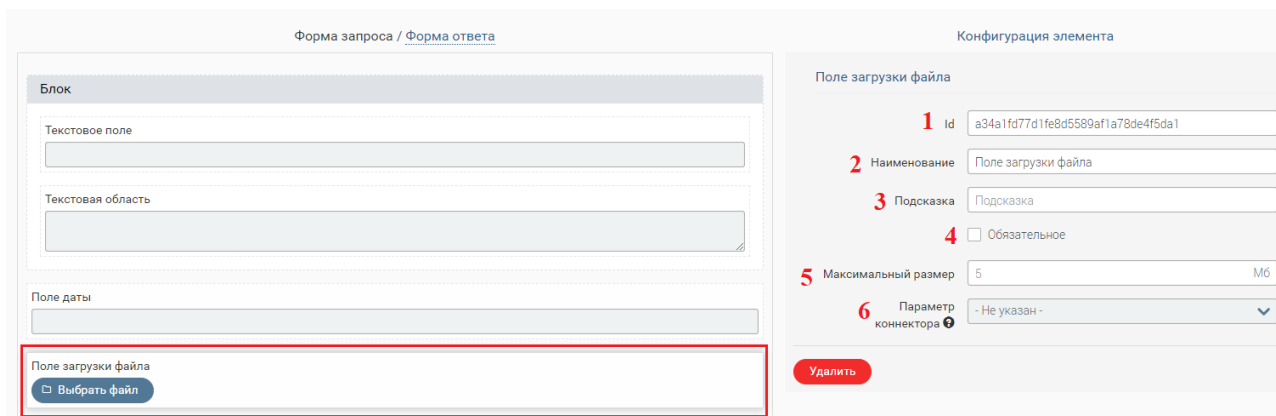 Форма запроса / Форма ответа
Блок
Текстовое поле
Текстовая область
Поле даты
Поле загрузки файла
Выбрать файл
Конфигурация элемента
Поле загрузки файла
1 Id a34a1fd77d1fe8d5589af1a78de4f5da1
2 Наименование Поле загрузки файла
3 Подсказка Подсказка
4 Обязательное
5 Максимальный размер 5 Мб
6 Параметр коннектора ? - Не указан -
Удалить